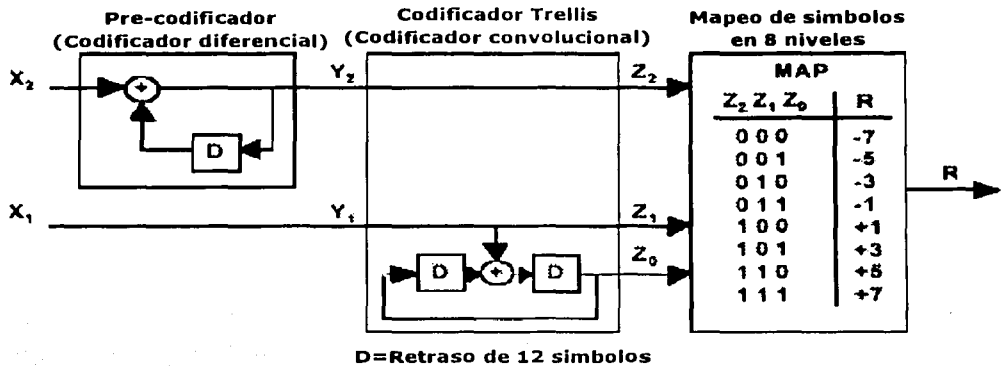 Pre-codificador
(Codificador diferencial)
Codificador Trellis
(Codificador convolucional)
Mapeo de simbolos
en 8 niveles
X₂
+
D
Y₂
Z₂
MAP
Z₂ Z₁ Z₀ R
0 0 0 -7
0 0 1 -5
0 1 0 -3
0 1 1 -1
1 0 0 +1
1 0 1 +3
1 1 0 +5
1 1 1 +7
R
X₁
Y₁
Z₁
D
+
D
Z₀
D=Retraso de 12 simbolos